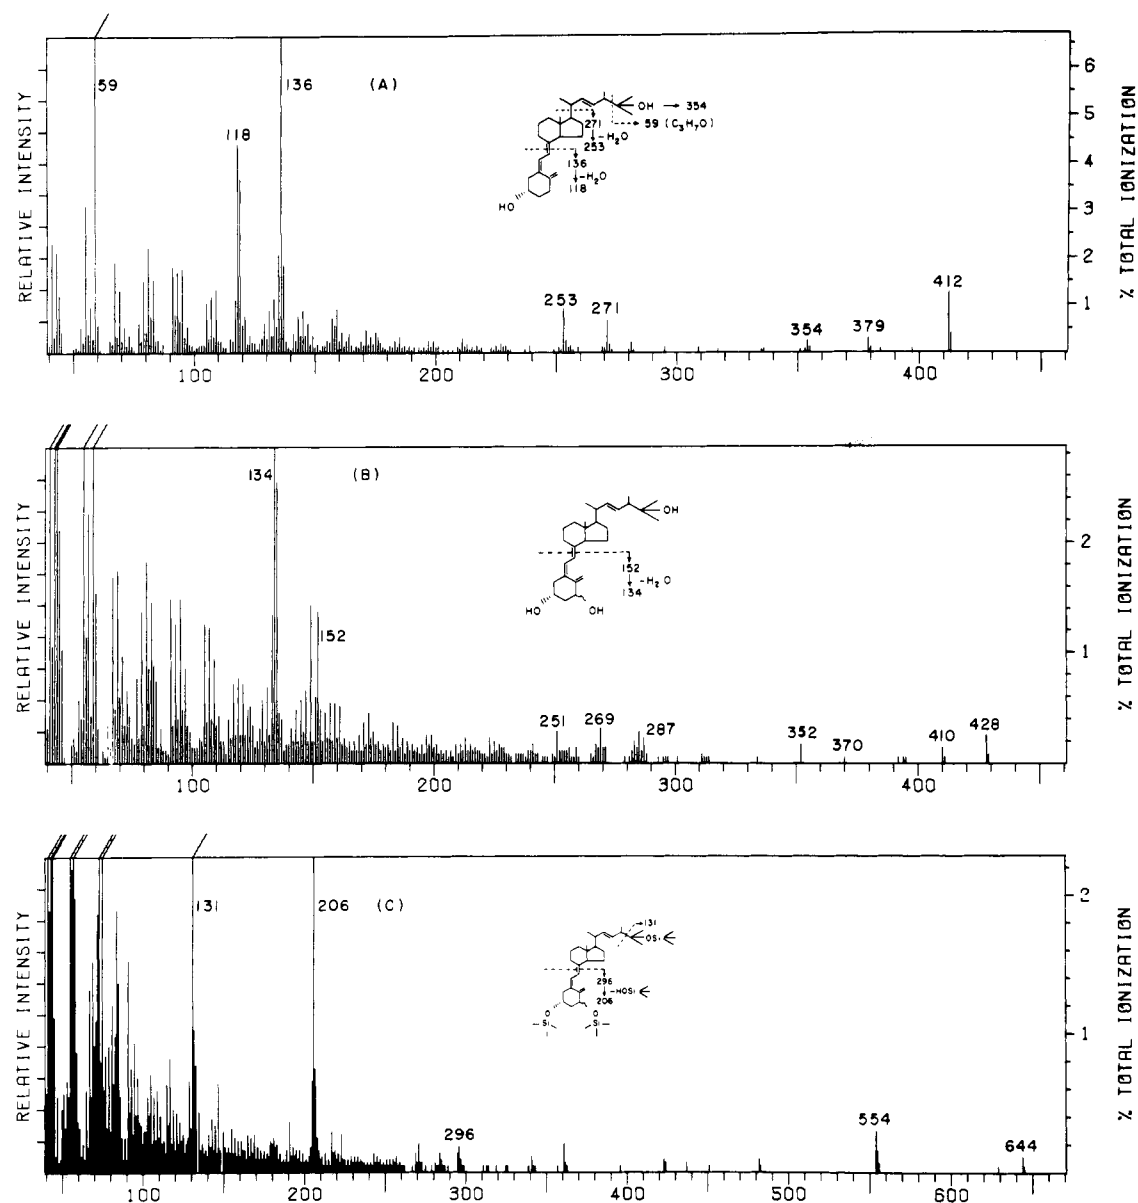 RELATIVE INTENSITY
59
118
136
(A)
OH → 354
59 (C3H7O)
271
-H2O
253
136
-H2O
118
HO
253
271
354
379
412
6
5
4
3
2
1
% TOTAL IONIZATION
100
200
300
400
RELATIVE INTENSITY
134
152
(B)
OH
152
-H2O
134
HO
OH
251
269
287
352
370
410
428
2
1
% TOTAL IONIZATION
100
200
300
400
RELATIVE INTENSITY
131
206
(C)
131
OSi
296
-HOSi
206
O
O
Si
Si
296
554
644
2
1
% TOTAL IONIZATION
100
200
300
400
500
600